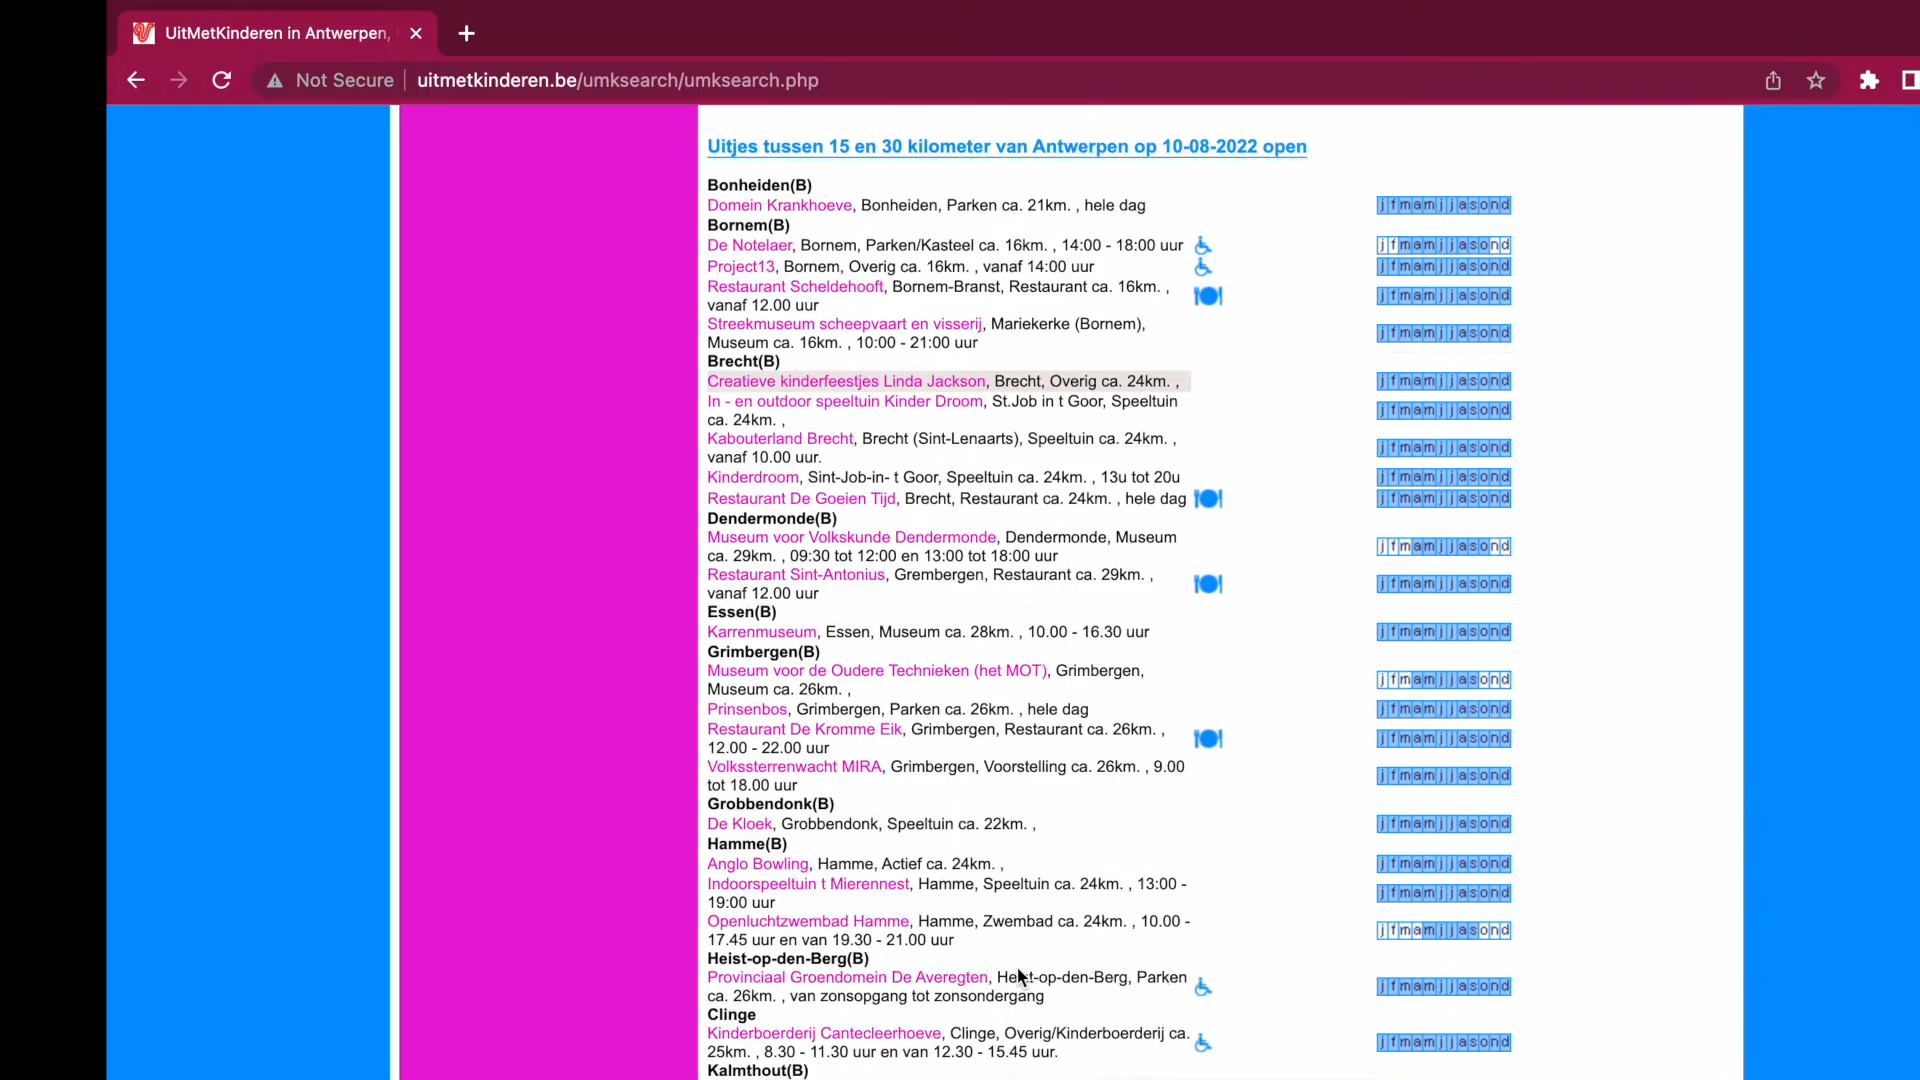 UitMetKinderen in Antwerpen,
Not Secure uitmetkinderen.be/umksearch/umksearch.php
Uitjes tussen 15 en 30 kilometer van Antwerpen op 10-08-2022 open
Bonheiden(B)
Domein Krankhoeve, Bonheiden, Parken ca. 21km. , hele dag j f m a m j j a s o n d
Bornem(B)
De Notelaer, Bornem, Parken/Kasteel ca. 16km. , 14:00 - 18:00 uur j f m a m j j a s o n d
Project13, Bornem, Overig ca. 16km. , vanaf 14:00 uur j f m a m j j a s o n d
Restaurant Scheldehooft, Bornem-Branst, Restaurant ca. 16km. , j f m a m j j a s o n d
vanaf 12.00 uur
Streekmuseum scheepvaart en visserij, Mariekerke (Bornem), j f m a m j j a s o n d
Museum ca. 16km. , 10:00 - 21:00 uur
Brecht(B)
Creatieve kinderfeestjes Linda Jackson, Brecht, Overig ca. 24km. , j f m a m j j a s o n d
In - en outdoor speeltuin Kinder Droom, St.Job in t Goor, Speeltuin j f m a m j j a s o n d
ca. 24km. ,
Kabouterland Brecht, Brecht (Sint-Lenaarts), Speeltuin ca. 24km. , j f m a m j j a s o n d
vanaf 10.00 uur.
Kinderdroom, Sint-Job-in- t Goor, Speeltuin ca. 24km. , 13u tot 20u j f m a m j j a s o n d
Restaurant De Goeien Tijd, Brecht, Restaurant ca. 24km. , hele dag j f m a m j j a s o n d
Dendermonde(B)
Museum voor Volkskunde Dendermonde, Dendermonde, Museum j f m a m j j a s o n d
ca. 29km. , 09:30 tot 12:00 en 13:00 tot 18:00 uur
Restaurant Sint-Antonius, Grembergen, Restaurant ca. 29km. , j f m a m j j a s o n d
vanaf 12.00 uur
Essen(B)
Karrenmuseum, Essen, Museum ca. 28km. , 10.00 - 16.30 uur j f m a m j j a s o n d
Grimbergen(B)
Museum voor de Oudere Technieken (het MOT), Grimbergen, j f m a m j j a s o n d
Museum ca. 26km. ,
Prinsenbos, Grimbergen, Parken ca. 26km. , hele dag j f m a m j j a s o n d
Restaurant De Kromme Eik, Grimbergen, Restaurant ca. 26km. , j f m a m j j a s o n d
12.00 - 22.00 uur
Volkssterrenwacht MIRA, Grimbergen, Voorstelling ca. 26km. , 9.00 j f m a m j j a s o n d
tot 18.00 uur
Grobbendonk(B)
De Kloek, Grobbendonk, Speeltuin ca. 22km. , j f m a m j j a s o n d
Hamme(B)
Anglo Bowling, Hamme, Actief ca. 24km. , j f m a m j j a s o n d
Indoorspeeltuin t Mierennest, Hamme, Speeltuin ca. 24km. , 13:00 - j f m a m j j a s o n d
19:00 uur
Openluchtzwembad Hamme, Hamme, Zwembad ca. 24km. , 10.00 - j f m a m j j a s o n d
17.45 uur en van 19.30 - 21.00 uur
Heist-op-den-Berg(B)
Provinciaal Groendomein De Averegten, Heist-op-den-Berg, Parken j f m a m j j a s o n d
ca. 26km. , van zonsopgang tot zonsondergang
Clinge
Kinderboerderij Cantecleerhoeve, Clinge, Overig/Kinderboerderij ca. j f m a m j j a s o n d
25km. , 8.30 - 11.30 uur en van 12.30 - 15.45 uur.
Kalmthout(B)